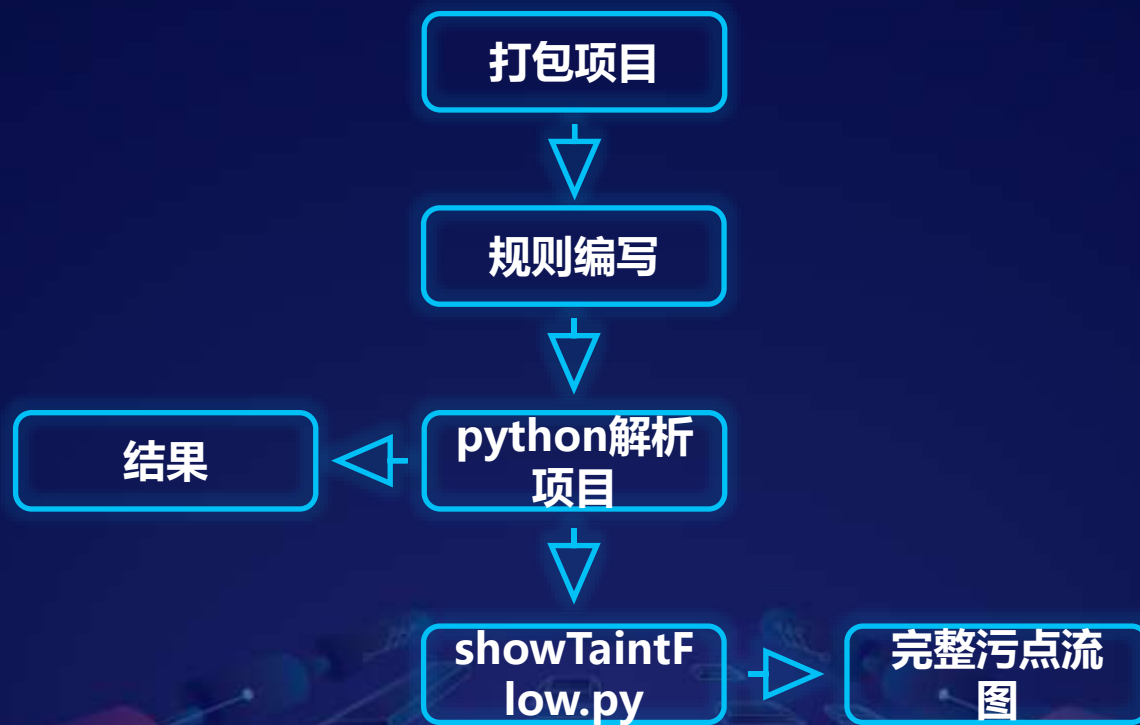 打包项目
规则编写
结果
python解析
项目
showTaintF
low.py
完整污点流
图